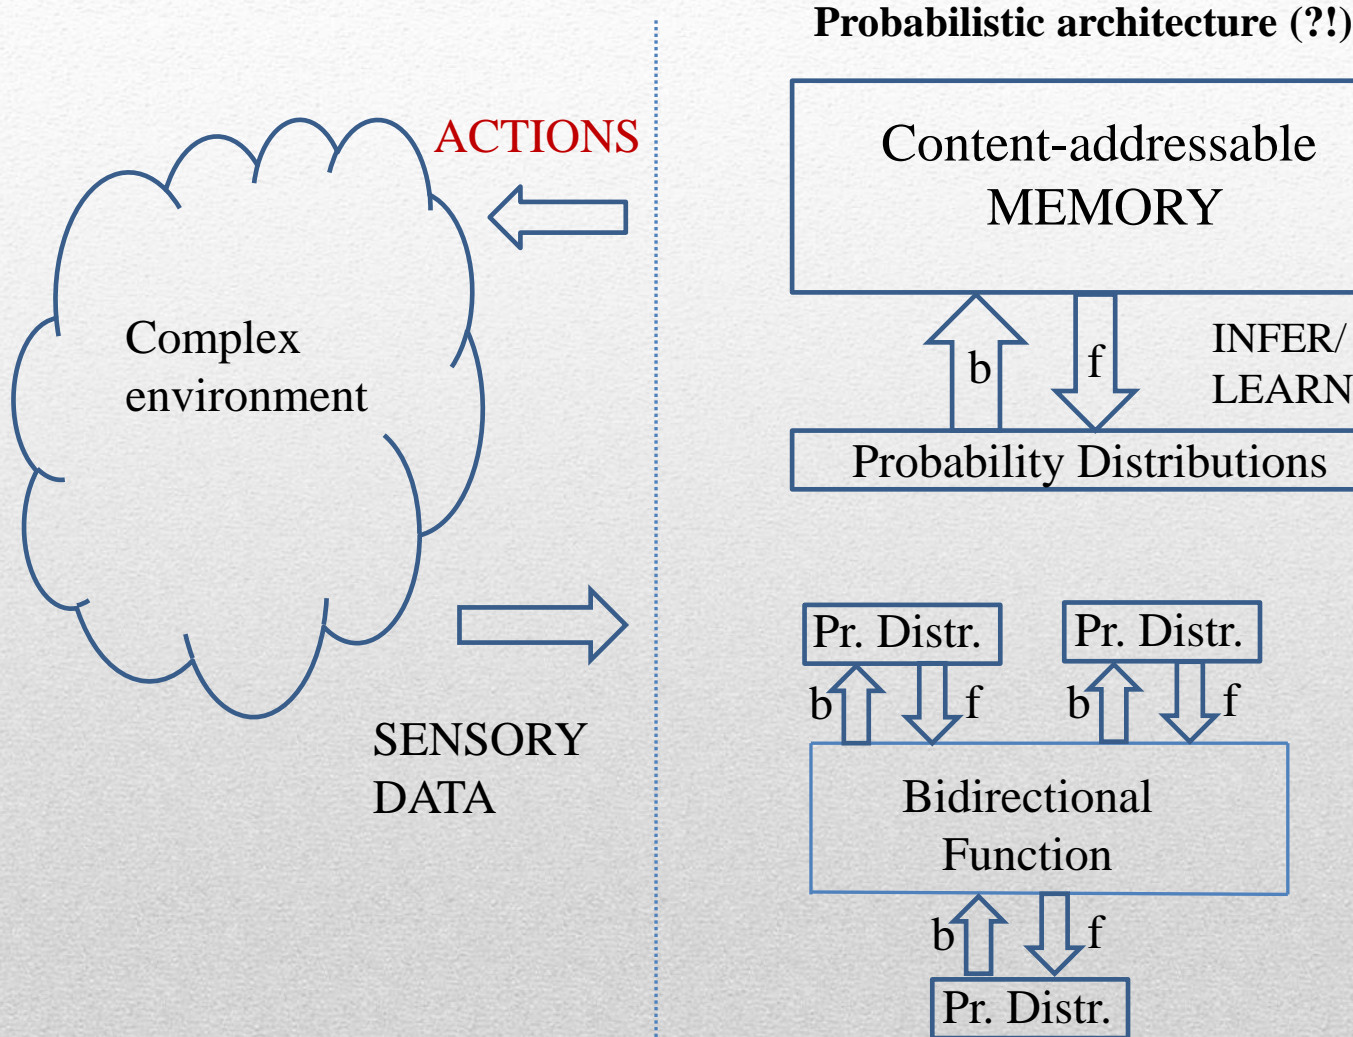 Probabilistic architecture (?!)
ACTIONS
Complex
environment
SENSORY
DATA
Content-addressable
MEMORY
b
f
INFER/
LEARN
Probability Distributions
Pr. Distr.
Pr. Distr.
b
f
b
f
Bidirectional
Function
b
f
Pr. Distr.